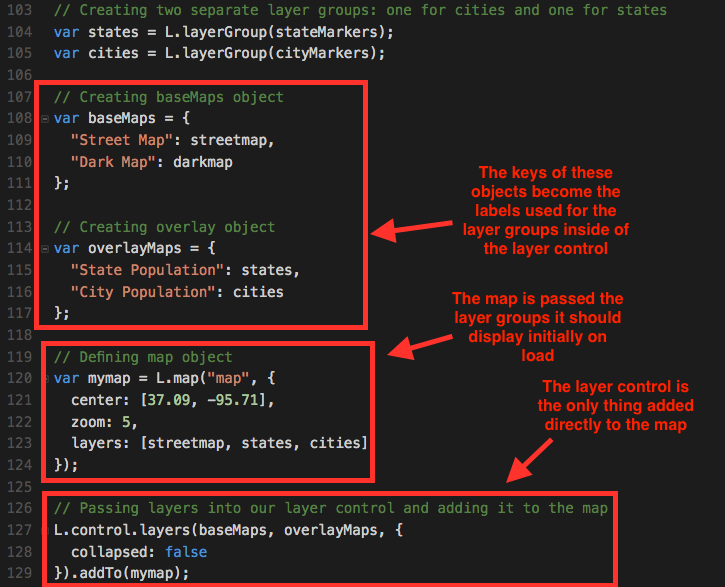 103 // Creating two separate layer groups: one for cities and one for states
104 var states = L.layerGroup(stateMarkers);
105 var cities = L.layerGroup(cityMarkers);
106
107 // Creating baseMaps object
108 var baseMaps = {
109 "Street Map": streetmap,
110 "Dark Map": darkmap
111 };
112
113 // Creating overlay object
114 var overlayMaps = {
115 "State Population": states,
116 "City Population": cities
117 };
118
119 // Defining map object
120 var mymap = L.map("map", {
121 center: [37.09, -95.71],
122 zoom: 5,
123 layers: [streetmap, states, cities]
124 });
125
126 // Passing layers into our layer control and adding it to the map
127 L.control.layers(baseMaps, overlayMaps, {
128 collapsed: false
129 }).addTo(mymap);
The keys of these
objects become the
labels used for the
layer groups inside of
the layer control
The map is passed the
layer groups it should
display initially on
load
The layer control is
the only thing added
directly to the map